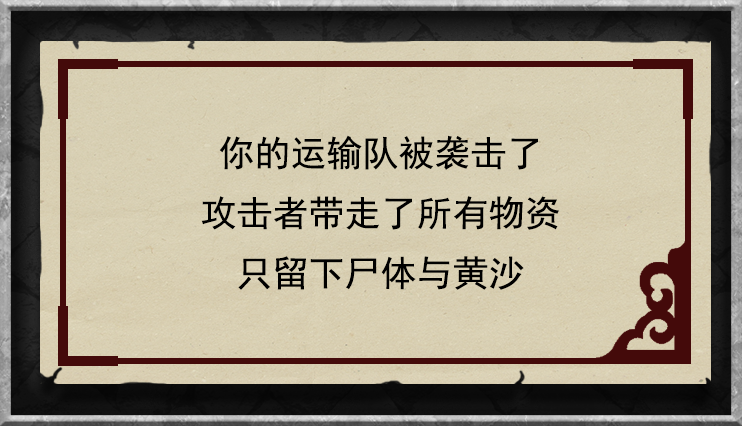 你的运输队被袭击了
攻击者带走了所有物资
只留下尸体与黄沙